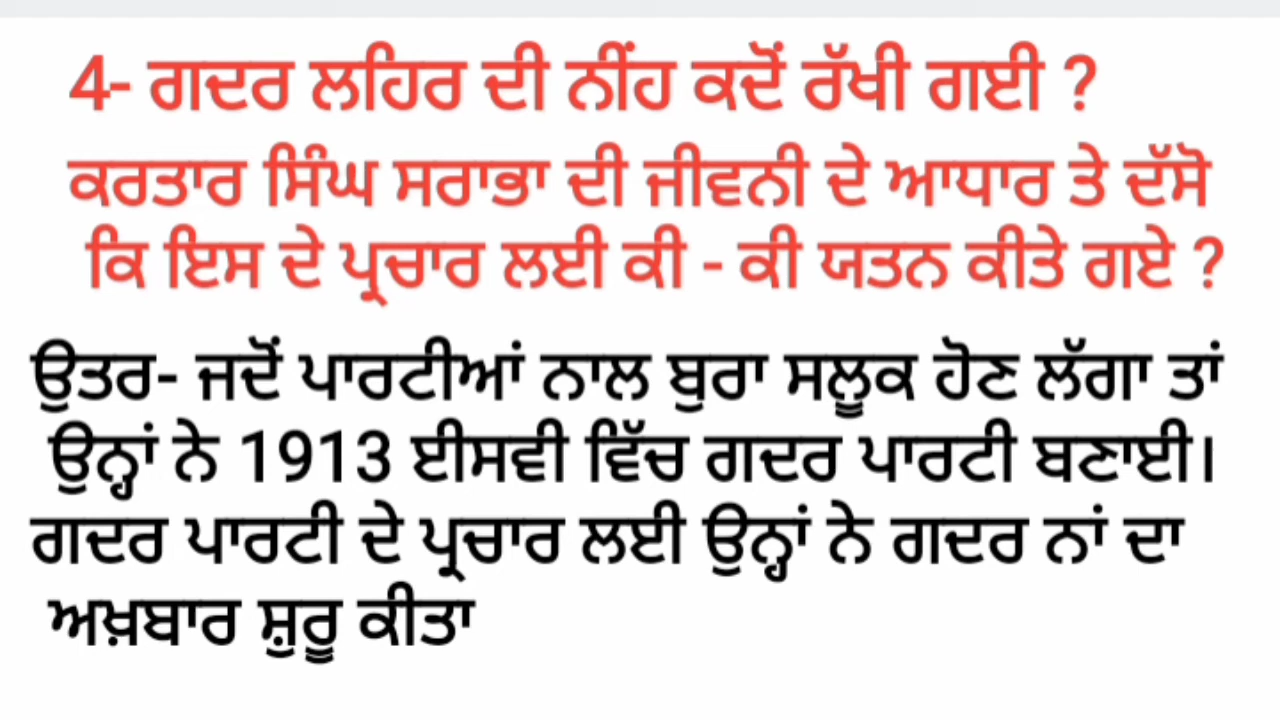 4- ਗਦਰ ਲਹਿਰ ਦੀ ਨੀਂਹ ਕਦੋਂ ਰੱਖੀ ਗਈ ?
ਕਰਤਾਰ ਸਿੰਘ ਸਰਾਭਾ ਦੀ ਜੀਵਨੀ ਦੇ ਆਧਾਰ ਤੇ ਦੱਸੋ
ਕਿ ਇਸ ਦੇ ਪ੍ਰਚਾਰ ਲਈ ਕੀ - ਕੀ ਯਤਨ ਕੀਤੇ ਗਏ ?
ਉਤਰ- ਜਦੋਂ ਪਾਰਟੀਆਂ ਨਾਲ ਬੁਰਾ ਸਲੂਕ ਹੋਣ ਲੱਗਾ ਤਾਂ
ਉਨ੍ਹਾਂ ਨੇ 1913 ਈਸਵੀ ਵਿੱਚ ਗਦਰ ਪਾਰਟੀ ਬਣਾਈ।
ਗਦਰ ਪਾਰਟੀ ਦੇ ਪ੍ਰਚਾਰ ਲਈ ਉਨ੍ਹਾਂ ਨੇ ਗਦਰ ਨਾਂ ਦਾ
ਅਖ਼ਬਾਰ ਸ਼ੁਰੂ ਕੀਤਾ